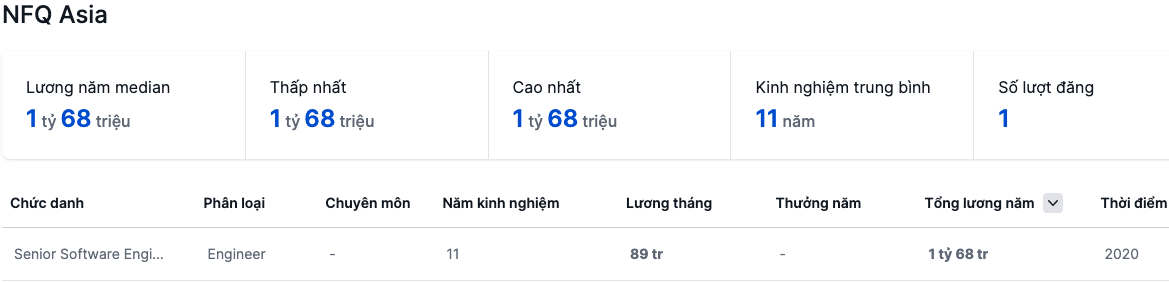 NFQ Asia
Lương năm median Thấp nhất Cao nhất Kinh nghiệm trung bình Số lượt đăng
1 tỷ 68 triệu 1 tỷ 68 triệu 1 tỷ 68 triệu 11 năm 1
Chức danh Phân loại Chuyên môn Năm kinh nghiệm Lương tháng Thưởng năm Tổng lương năm Thời điểm
Senior Software Engi... Engineer - 11 89 tr - 1 tỷ 68 tr 2020